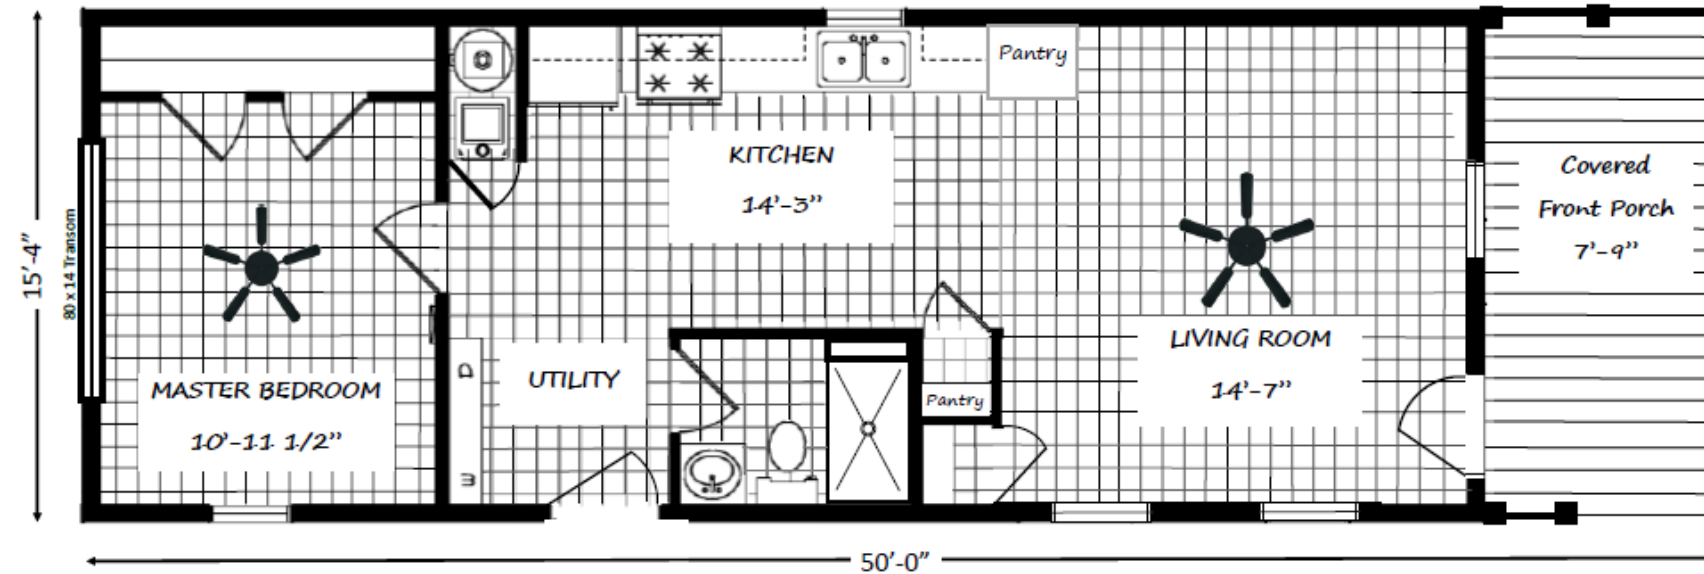 Pantry
KITCHEN
14'-3"
Covered
Front Porch
7'-9"
15'-4"
80 x 14 Transom
LIVING ROOM
14'-7"
D
UTILITY
MASTER BEDROOM
10'-11 1/2"
Pantry
W
50'-0"